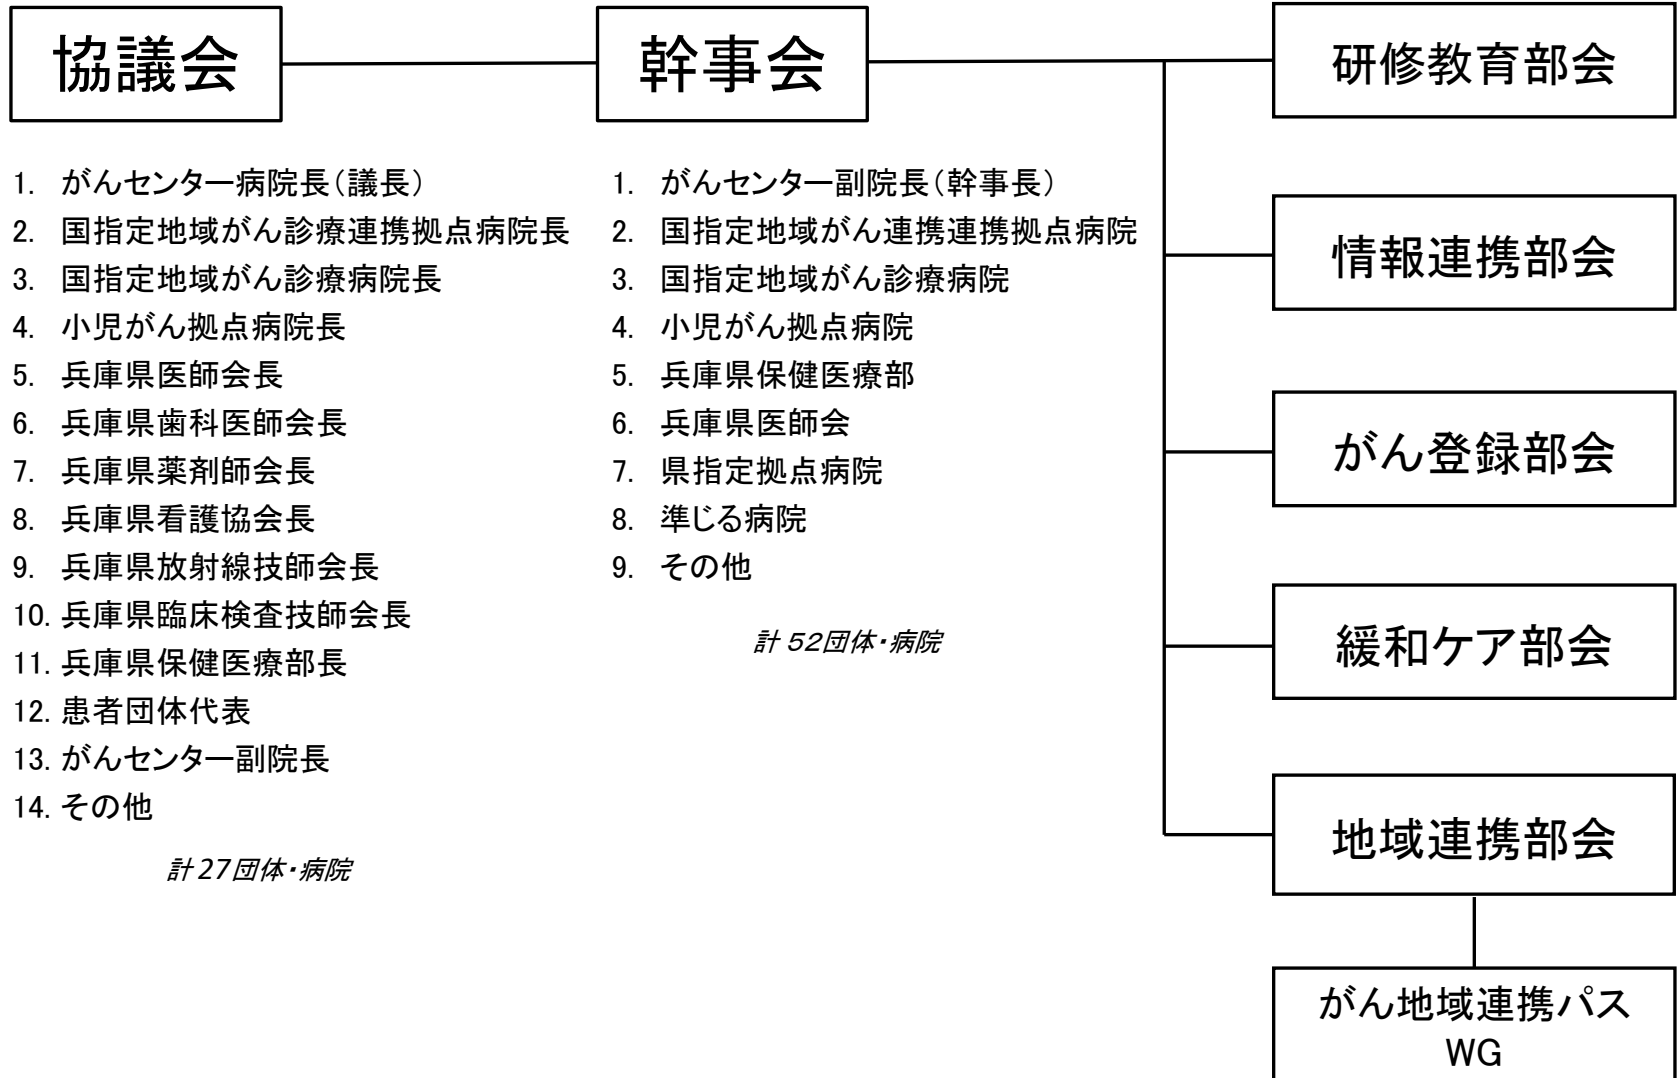 協議会
1. がんセンター病院長(議長)
2. 国指定地域がん診療連携拠点病院長
3. 国指定地域がん診療病院長
4. 小児がん拠点病院長
5. 兵庫県医師会長
6. 兵庫県歯科医師会長
7. 兵庫県薬剤師会長
8. 兵庫県看護協会長
9. 兵庫県放射線技師会長
10. 兵庫県臨床検査技師会長
11. 兵庫県保健医療部長
12. 患者団体代表
13. がんセンター副院長
14. その他
計 27団体・病院
幹事会
1. がんセンター副院長(幹事長)
2. 国指定地域がん連携連携拠点病院
3. 国指定地域がん診療病院
4. 小児がん拠点病院
5. 兵庫県保健医療部
6. 兵庫県医師会
7. 県指定拠点病院
8. 準じる病院
9. その他
計 52団体・病院
研修教育部会
情報連携部会
がん登録部会
緩和ケア部会
地域連携部会
がん地域連携パス
WG